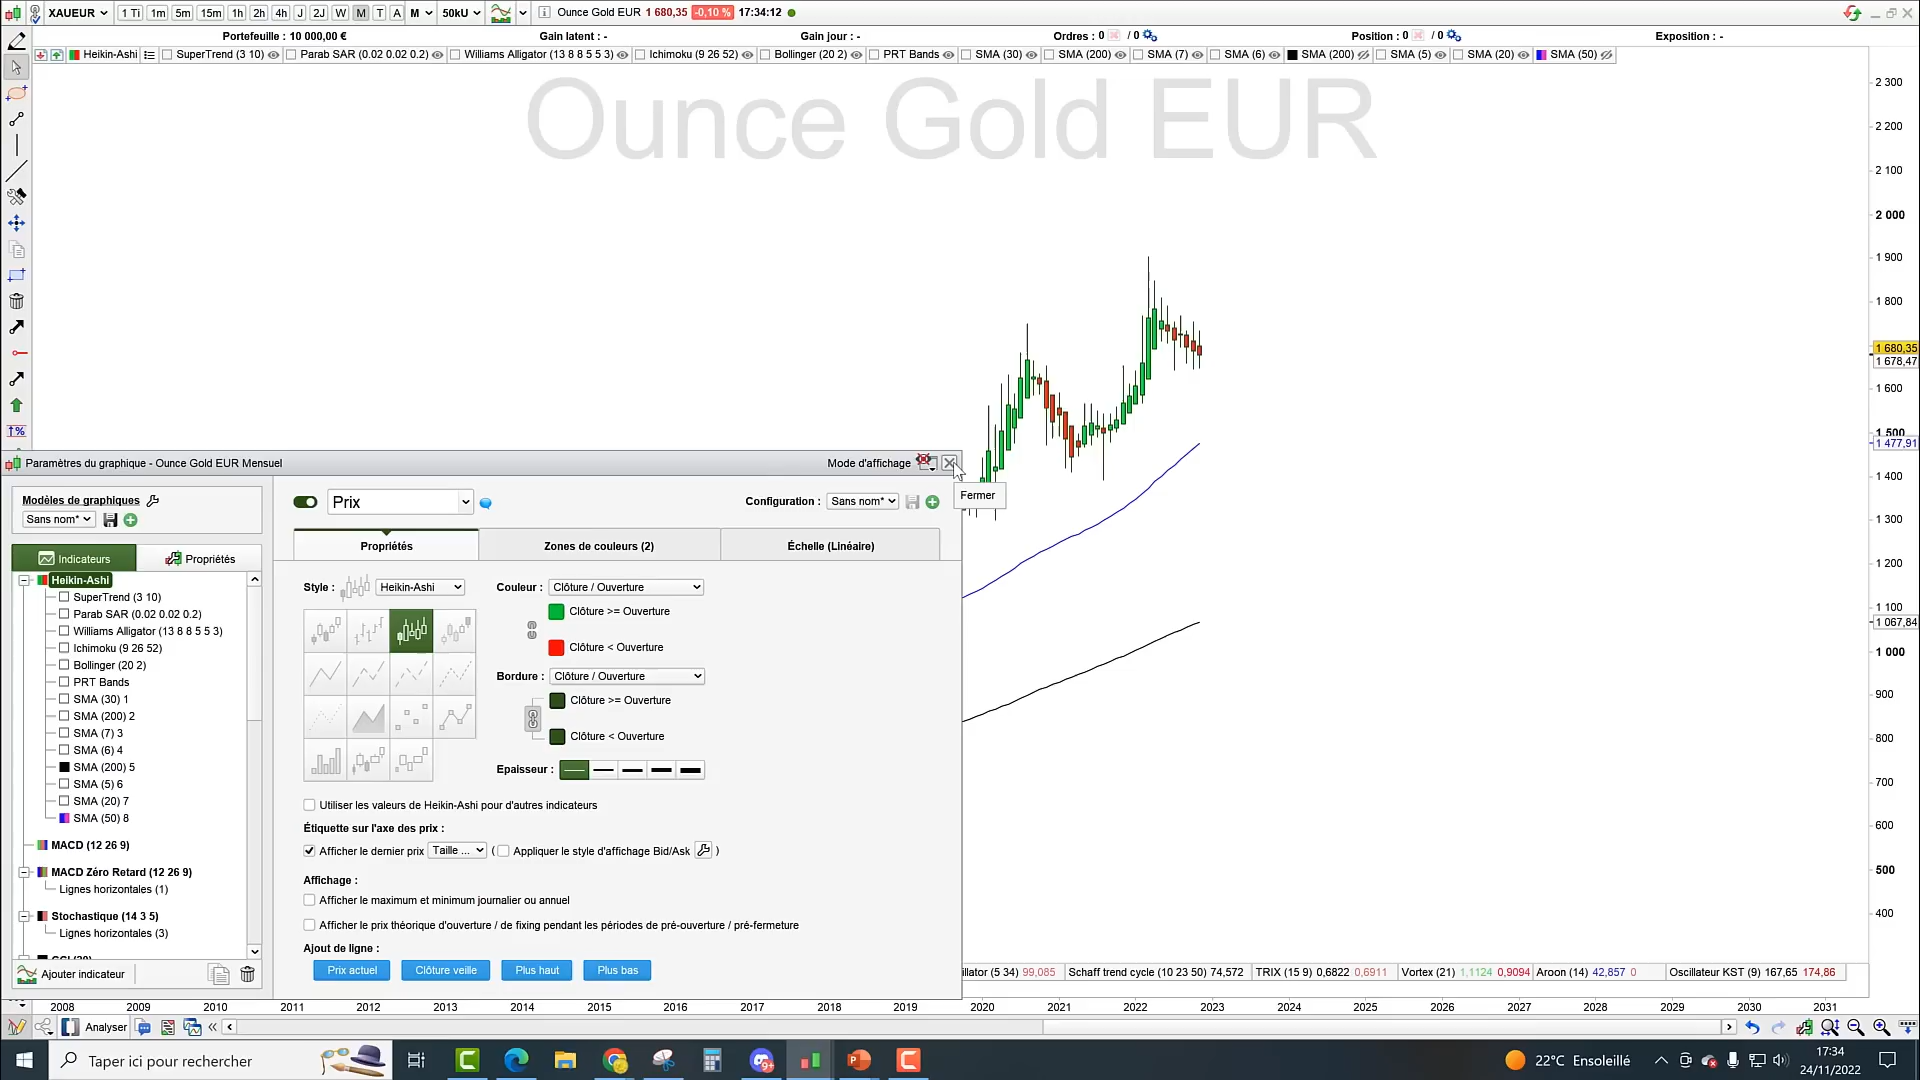 XAUEUR 1 Ti 1m 5m 15m 1h 2h 4h J 2J W M T A M 50kU Ounce Gold EUR 1 680,35 -0,10 % 17:34:12
Portefeuille : 10 000,00 € Gain latent : - Gain jour : - Ordres : 0 / 0 Position : 0 / 0 Exposition : -
Heikin-Ashi SuperTrend (3 10) Parab SAR (0.02 0.02 0.2) Williams Alligator (13 8 8 5 5 3) Ichimoku (9 26 52) Bollinger (20 2) PRT Bands SMA (30) SMA (200) SMA (7) SMA (6) SMA (200) SMA (5) SMA (20) SMA (50)
Ounce Gold EUR
2 300
2 200
2 100
2 000
1 900
1 800
1 680,35
1 678,47
1 600
1 500
1 477,91
1 400
1 300
1 200
1 100
1 067,84
1 000
900
800
700
600
500
400
Paramètres du graphique - Ounce Gold EUR Mensuel Mode d'affichage
Fermer
Modèles de graphiques
Sans nom*
Indicateurs Propriétés
Heikin-Ashi
SuperTrend (3 10)
Parab SAR (0.02 0.02 0.2)
Williams Alligator (13 8 8 5 5 3)
Ichimoku (9 26 52)
Bollinger (20 2)
PRT Bands
SMA (30) 1
SMA (200) 2
SMA (7) 3
SMA (6) 4
SMA (200) 5
SMA (5) 6
SMA (20) 7
SMA (50) 8
MACD (12 26 9)
MACD Zéro Retard (12 26 9)
Lignes horizontales (1)
Stochastique (14 3 5)
Lignes horizontales (3)
Ajouter indicateur
Prix Configuration : Sans nom*
Propriétés Zones de couleurs (2) Échelle (Linéaire)
Style : Heikin-Ashi Couleur : Clôture / Ouverture
Clôture >= Ouverture
Clôture < Ouverture
Bordure : Clôture / Ouverture
Clôture >= Ouverture
Clôture < Ouverture
Epaisseur :
Utiliser les valeurs de Heikin-Ashi pour d'autres indicateurs
Étiquette sur l'axe des prix :
Afficher le dernier prix Taille ... ( Appliquer le style d'affichage Bid/Ask )
Affichage :
Afficher le maximum et minimum journalier ou annuel
Afficher le prix théorique d'ouverture / de fixing pendant les périodes de pré-ouverture / pré-fermeture
Ajout de ligne :
Prix actuel Clôture veille Plus haut Plus bas
illator (5 34) 99,085 Schaff trend cycle (10 23 50) 74,572 TRIX (15 9) 0,6822 0,6911 Vortex (21) 1,1124 0,9094 Aroon (14) 42,857 0 Oscillateur KST (9) 167,65 174,86
2008 2009 2010 2011 2012 2013 2014 2015 2016 2017 2018 2019 2020 2021 2022 2023 2024 2025 2026 2027 2028 2029 2030 2031
Analyser
Taper ici pour rechercher
9+
22°C Ensoleillé
17:34
24/11/2022